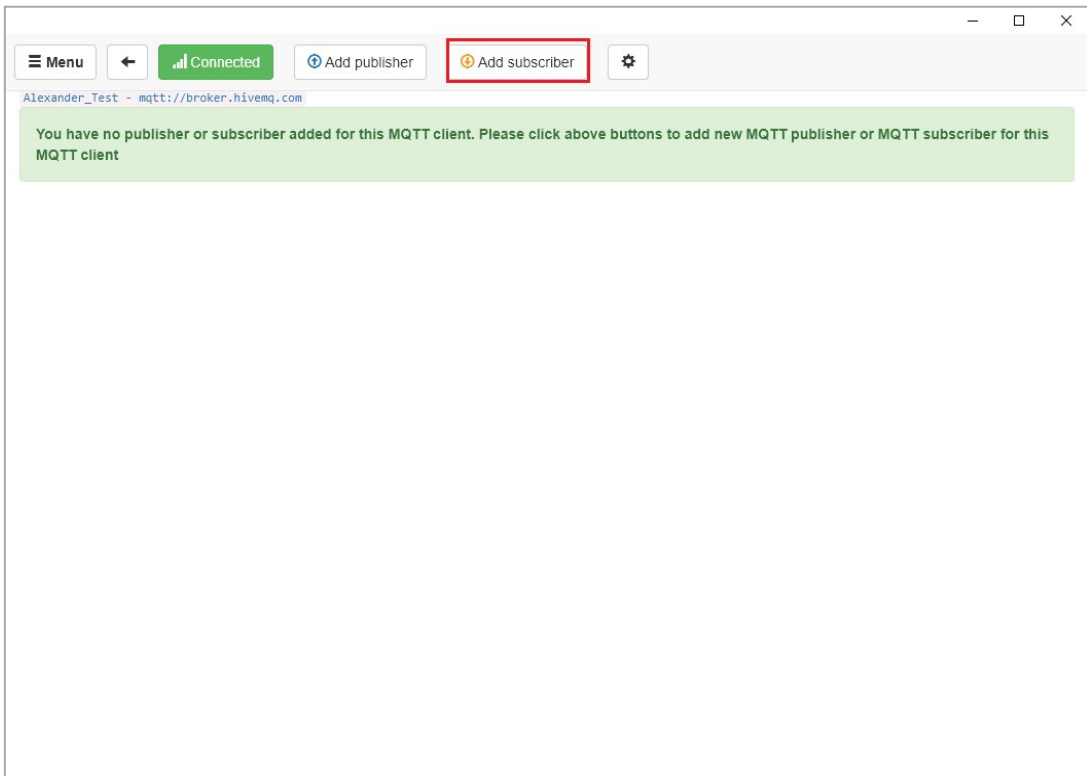 Menu Connected Add publisher Add subscriber
Alexander_Test - mqtt://broker.hivemq.com
You have no publisher or subscriber added for this MQTT client. Please click above buttons to add new MQTT publisher or MQTT subscriber for this
MQTT client